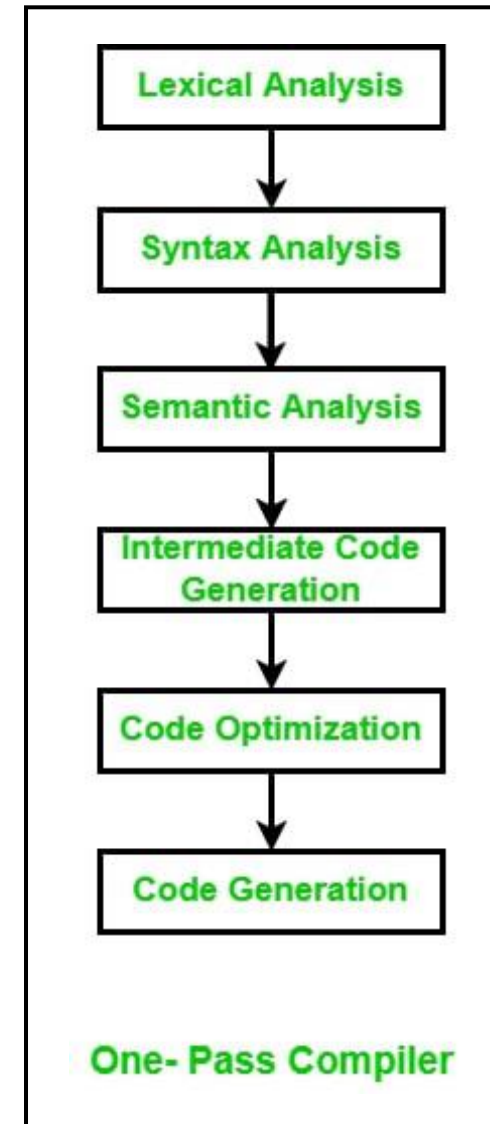 Lexical Analysis
Syntax Analysis
Semantic Analysis
Intermediate Code
Generation
Code Optimization
Code Generation
One- Pass Compiler